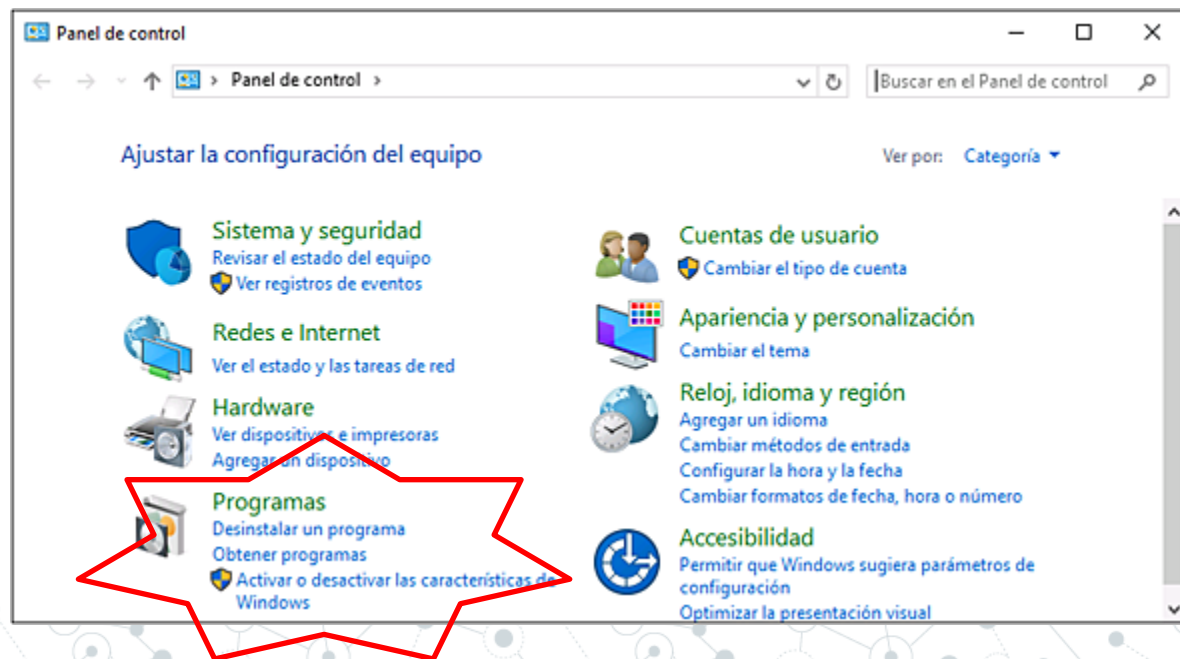 Panel de control
Panel de control
Buscar en el Panel de control
Ajustar la configuración del equipo
Ver por: Categoría
Sistema y seguridad
Revisar el estado del equipo
Ver registros de eventos
Redes e Internet
Ver el estado y las tareas de red
Hardware
Ver dispositivos e impresoras
Agregar un dispositivo
Programas
Desinstalar un programa
Obtener programas
Activar o desactivar las características de
Windows
Cuentas de usuario
Cambiar el tipo de cuenta
Apariencia y personalización
Cambiar el tema
Reloj, idioma y región
Agregar un idioma
Cambiar métodos de entrada
Configurar la hora y la fecha
Cambiar formatos de fecha, hora o número
Accesibilidad
Permitir que Windows sugiera parámetros de
configuración
Optimizar la presentación visual